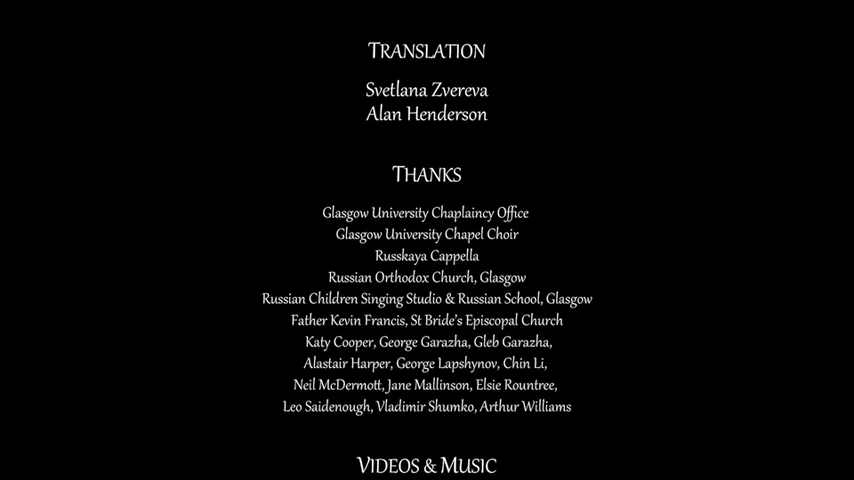 TRANSLATION
Svetlana Zvereva
Alan Henderson
THANKS
Glasgow University Chaplaincy Office
Glasgow University Chapel Choir
Russkaya Cappella
Russian Orthodox Church, Glasgow
Russian Children Singing Studio & Russian School, Glasgow
Father Kevin Francis, St Bride's Episcopal Church
Katy Cooper, George Garazha, Gleb Garazha,
Alastair Harper, George Lapshynov, Chin Li,
Neil McDermott, Jane Mallinson, Elsie Rountree,
Leo Saidenough, Vladimir Shumko, Arthur Williams
VIDEOS & MUSIC